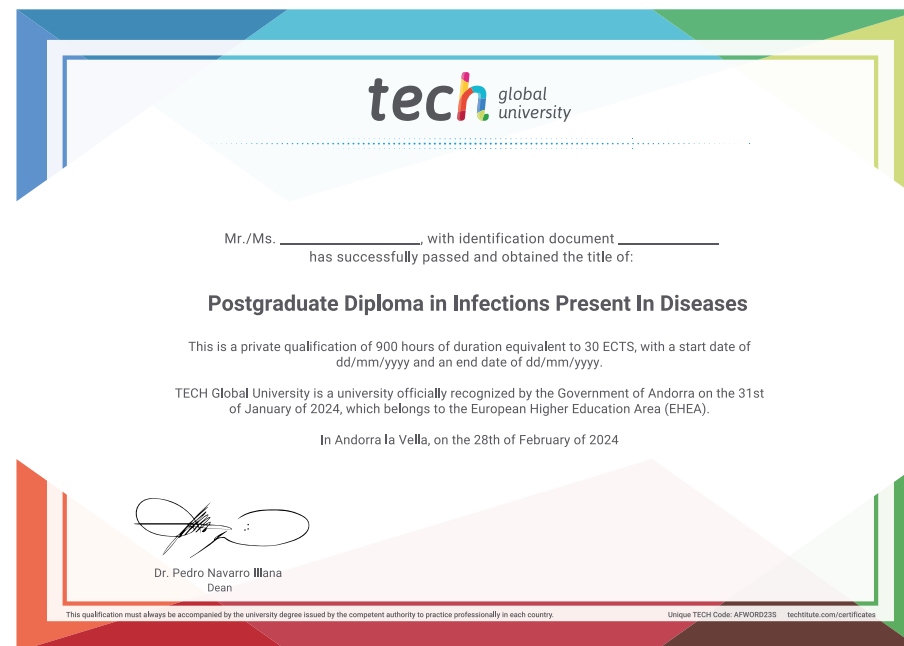 tech global university
Mr./Ms. ____________________, with identification document ______________
has successfully passed and obtained the title of:
Postgraduate Diploma in Infections Present In Diseases
This is a private qualification of 900 hours of duration equivalent to 30 ECTS, with a start date of
dd/mm/yyyy and an end date of dd/mm/yyyy.
TECH Global University is a university officially recognized by the Government of Andorra on the 31st
of January of 2024, which belongs to the European Higher Education Area (EHEA).
In Andorra la Vella, on the 28th of February of 2024
Dr. Pedro Navarro Illana
Dean
This qualification must always be accompanied by the university degree issued by the competent authority to practice professionally in each country. Unique TECH Code: AFWORD23S techtitute.com/certificates